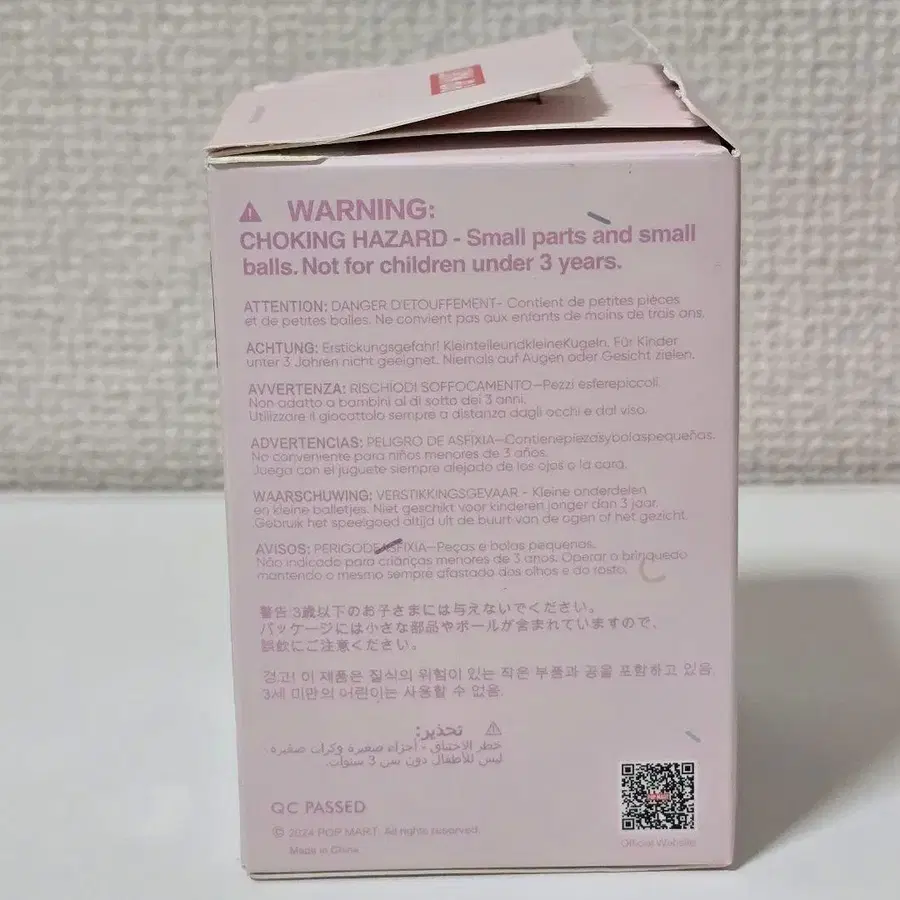 WARNING:
CHOKING HAZARD - Small parts and small
balls. Not for children under 3 years.
ATTENTION: DANGER D'ETOUFFEMENT- Contient de petites pièces
et de petites balles. Ne convient pas aux enfants de moins de trois ans.
ACHTUNG: Erstickungsgefahr! KleinteileundkleineKugeln. Für Kinder
unter 3 Jahren nicht geeignet. Niemals auf Augen oder Gesicht zielen.
AVVERTENZA: RISCHIODI SOFFOCAMENTO—Pezzi esferepiccoli.
Non adatto a bambini al di sotto dei 3 anni.
Utilizzare il giocattolo sempre a distanza dagli occhi e dal viso.
ADVERTENCIAS: PELIGRO DE ASFIXIA—Contienepiezasybolaspequeñas.
No conveniente para niños menores de 3 años.
Juega con el juguete siempre alejado de los ojos o la cara.
WAARSCHUWING: VERSTIKKINGSGEVAAR - Kleine onderdelen
en kleine balletjes. Niet geschikt voor kinderen jonger dan 3 jaar.
Gebruik het speelgoed altijd uit de buurt van de ogen of het gezicht.
AVISOS: PERIGODE ASFIXIA—Peças e bolas pequenas.
Não indicado para crianças menores de 3 anos. Operar o brinquedo
mantendo o mesmo sempre afastado dos olhos e do rosto.
警告 3歳以下のお子さまには与えないでください。
パッケージには小さな部品やボールが含まれていますので、
誤飲にご注意ください。
경고! 이 제품은 질식의 위험이 있는 작은 부품과 공을 포함하고 있음.
3세 미만의 어린이는 사용할 수 없음.
تحذير:
خطر الاختناق - أجزاء صغيرة وكرات صغيرة
ليس للأطفال دون سن 3 سنوات.
QC PASSED
© 2024 POP MART. All rights reserved.
Made in China
Official Website